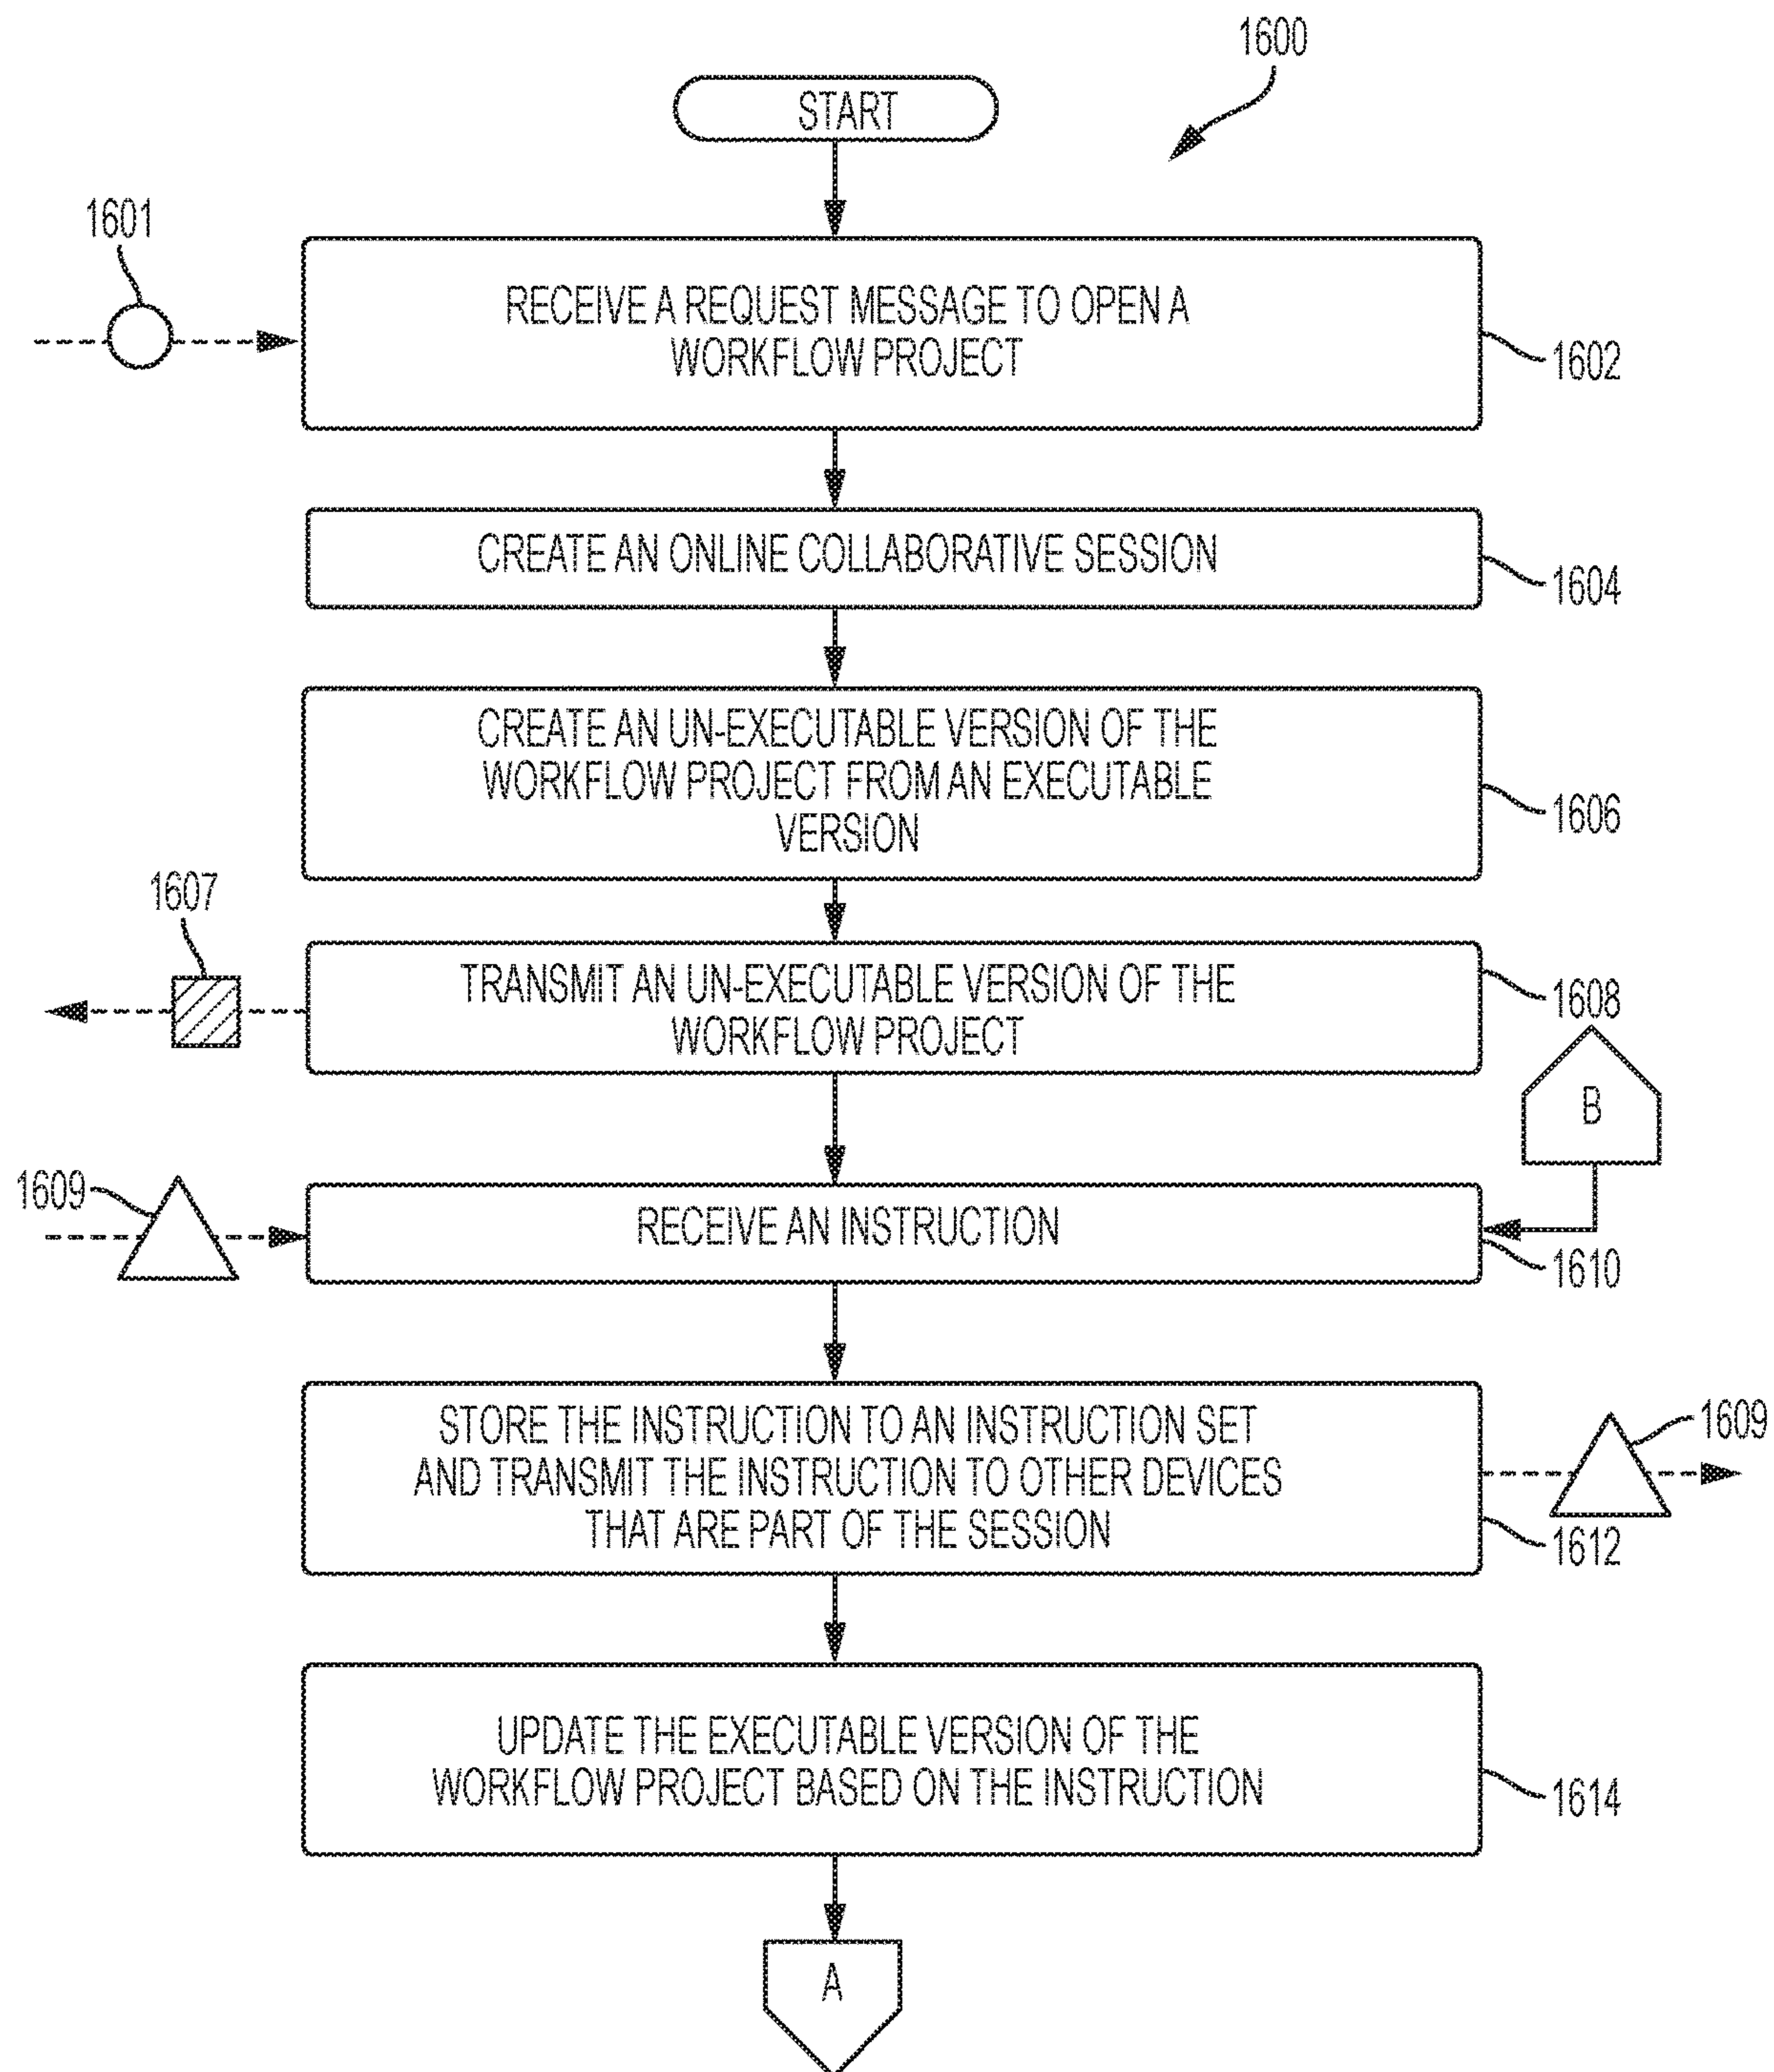 1600
START
1601
RECEIVE A REQUEST MESSAGE TO OPEN A
WORKFLOW PROJECT
1602
CREATE AN ONLINE COLLABORATIVE SESSION
1604
CREATE AN UN-EXECUTABLE VERSION OF THE
WORKFLOW PROJECT FROM AN EXECUTABLE
VERSION
1606
1607
TRANSMIT AN UN-EXECUTABLE VERSION OF THE
WORKFLOW PROJECT
1608
B
1609
RECEIVE AN INSTRUCTION
1610
STORE THE INSTRUCTION TO AN INSTRUCTION SET
AND TRANSMIT THE INSTRUCTION TO OTHER DEVICES
THAT ARE PART OF THE SESSION
1609
1612
UPDATE THE EXECUTABLE VERSION OF THE
WORKFLOW PROJECT BASED ON THE INSTRUCTION
1614
A